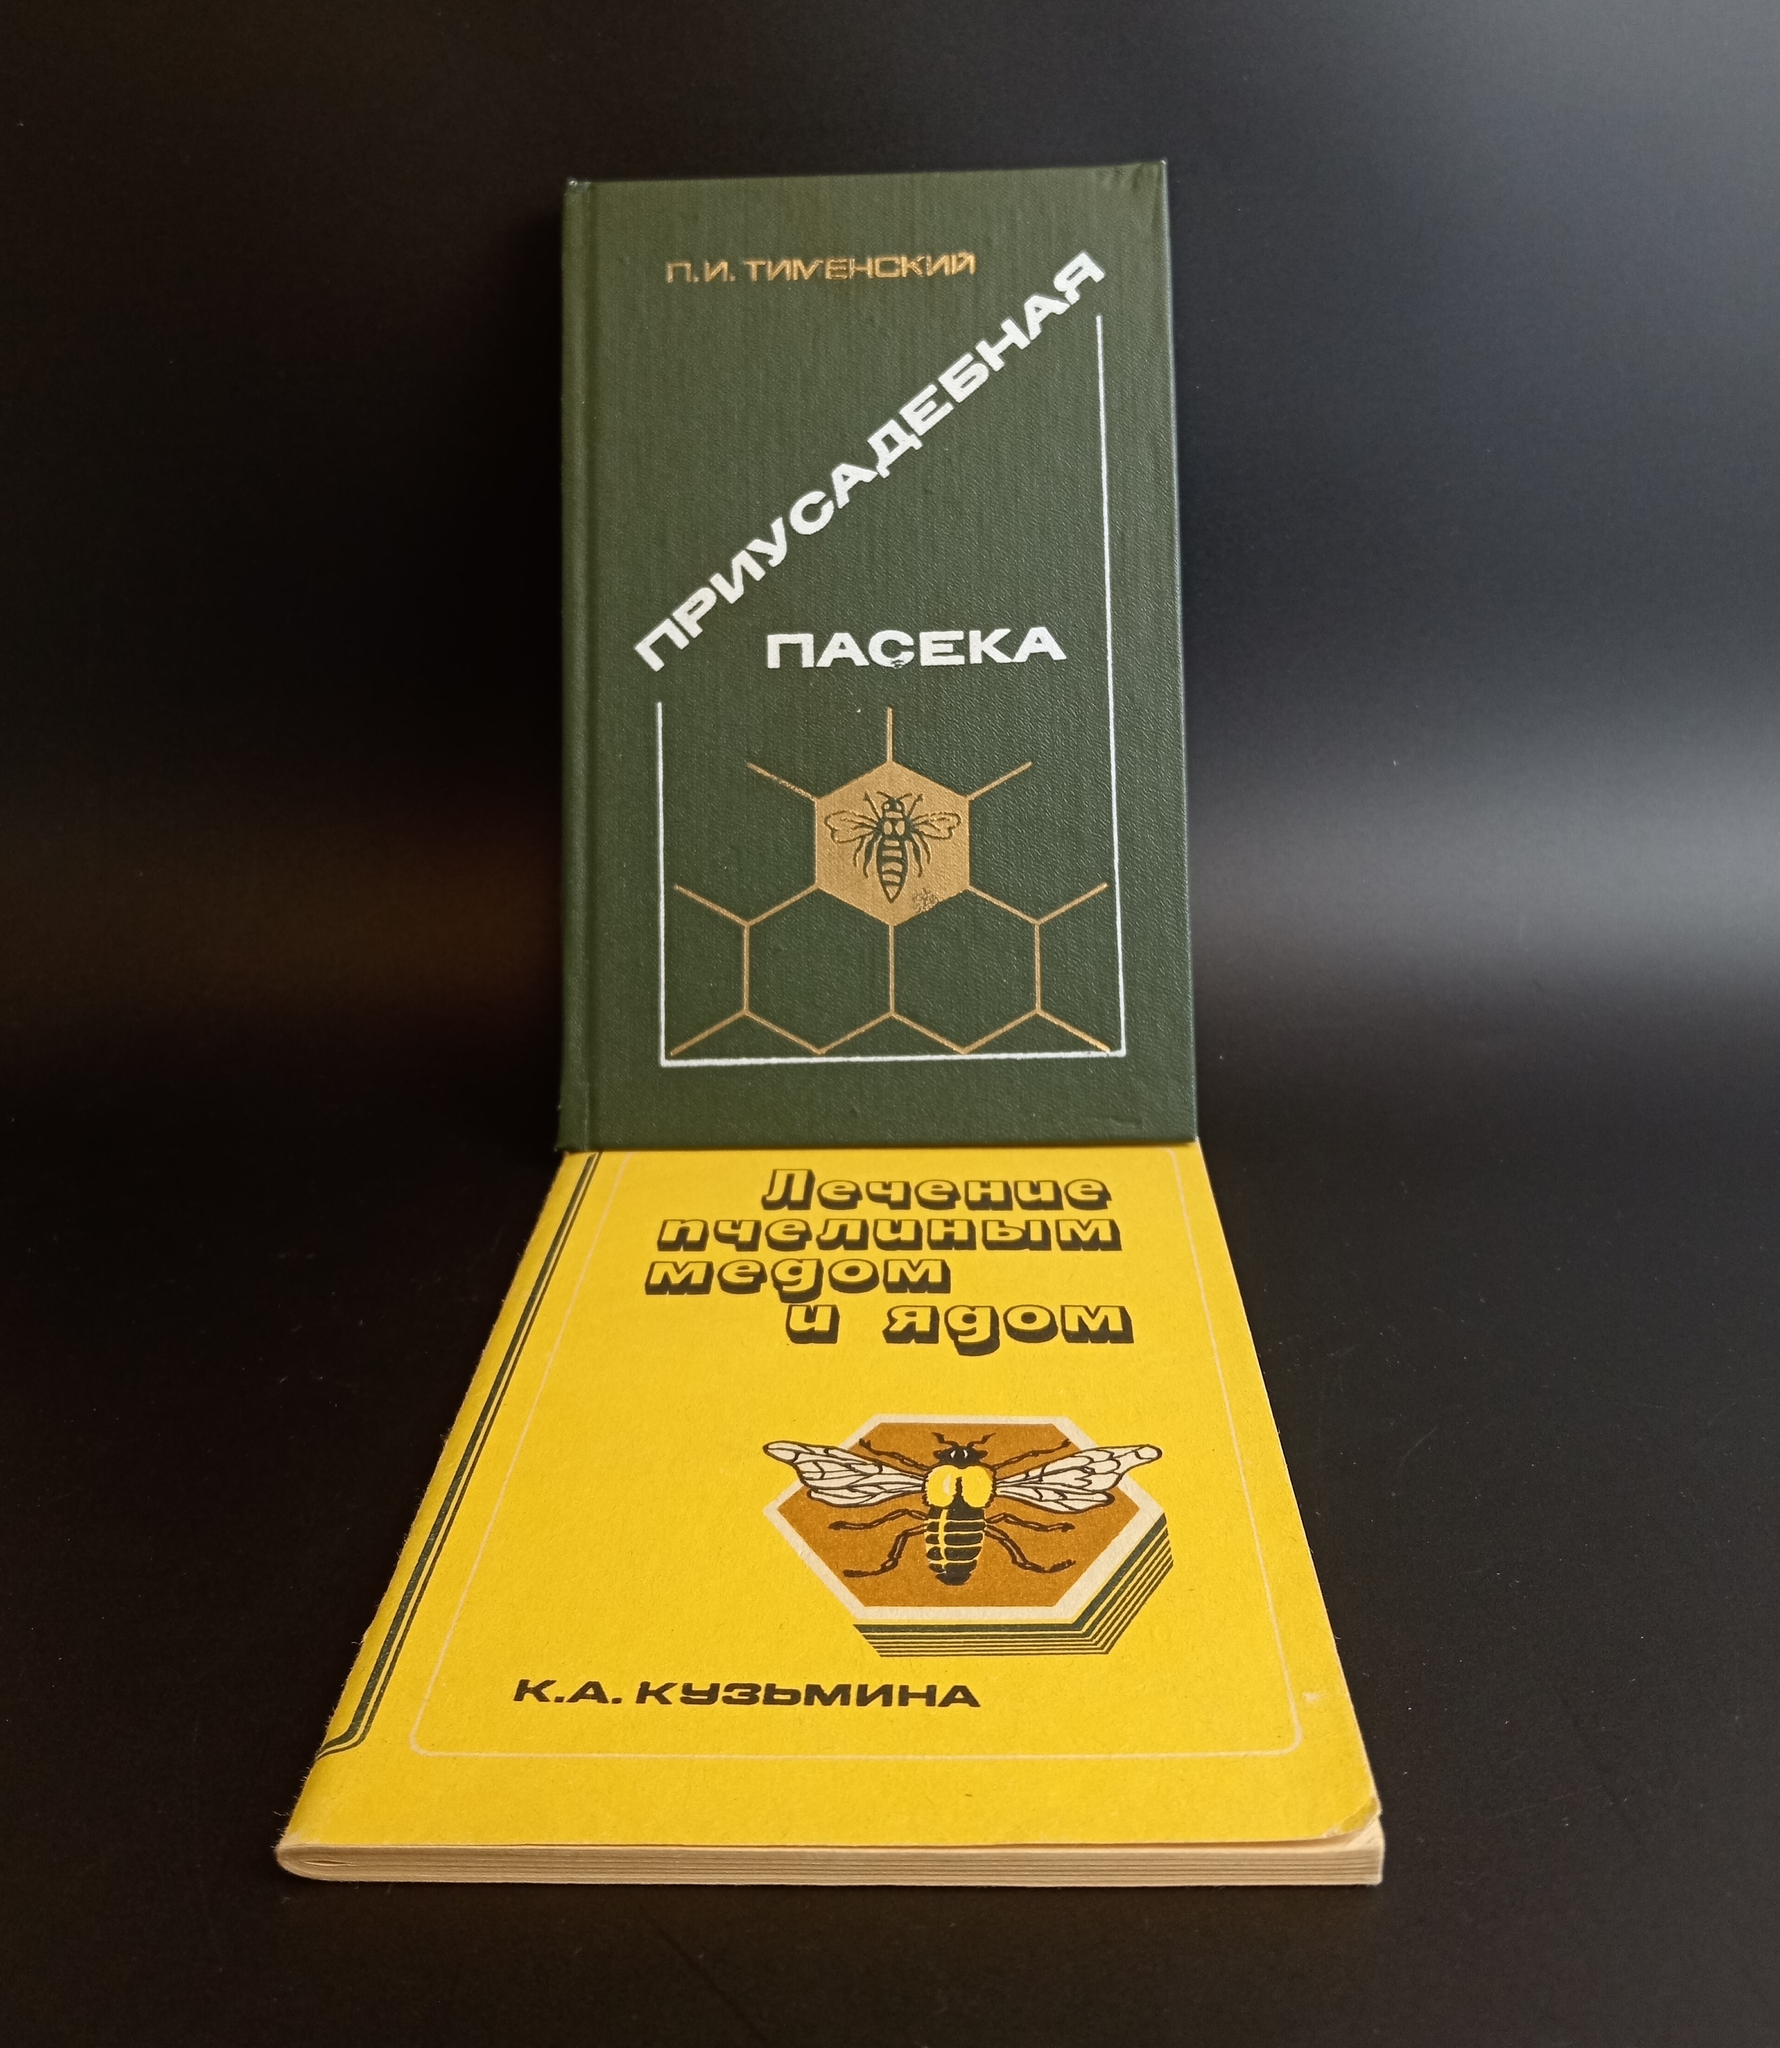 П.И. ТИМЕНСКИЙ
ПРИУСАДЕБНАЯ
ПАСЕКА
Лечение
пчелиным
медом
и ядом
К.А. КУЗЬМИНА